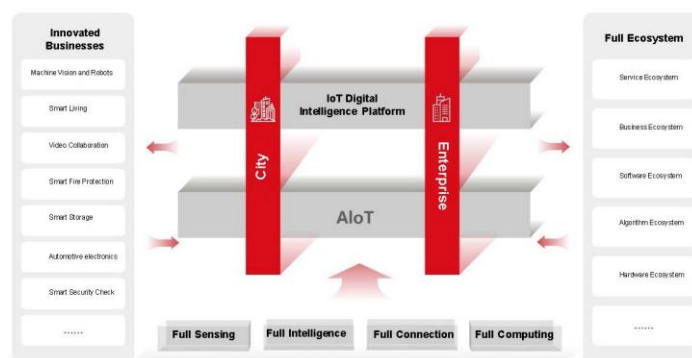 Innovated
Businesses
Machine Vision and Robots
Smart Living
Video Collaboration
Smart Fire Protection
Smart Storage
Automotive electronics
Smart Security Check
......
IoT Digital
Intelligence Platform
City
Enterprise
AIoT
Full Sensing
Full Intelligence
Full Connection
Full Computing
Full Ecosystem
Service Ecosystem
Business Ecosystem
Software Ecosystem
Algorithm Ecosystem
Hardware Ecosystem
......